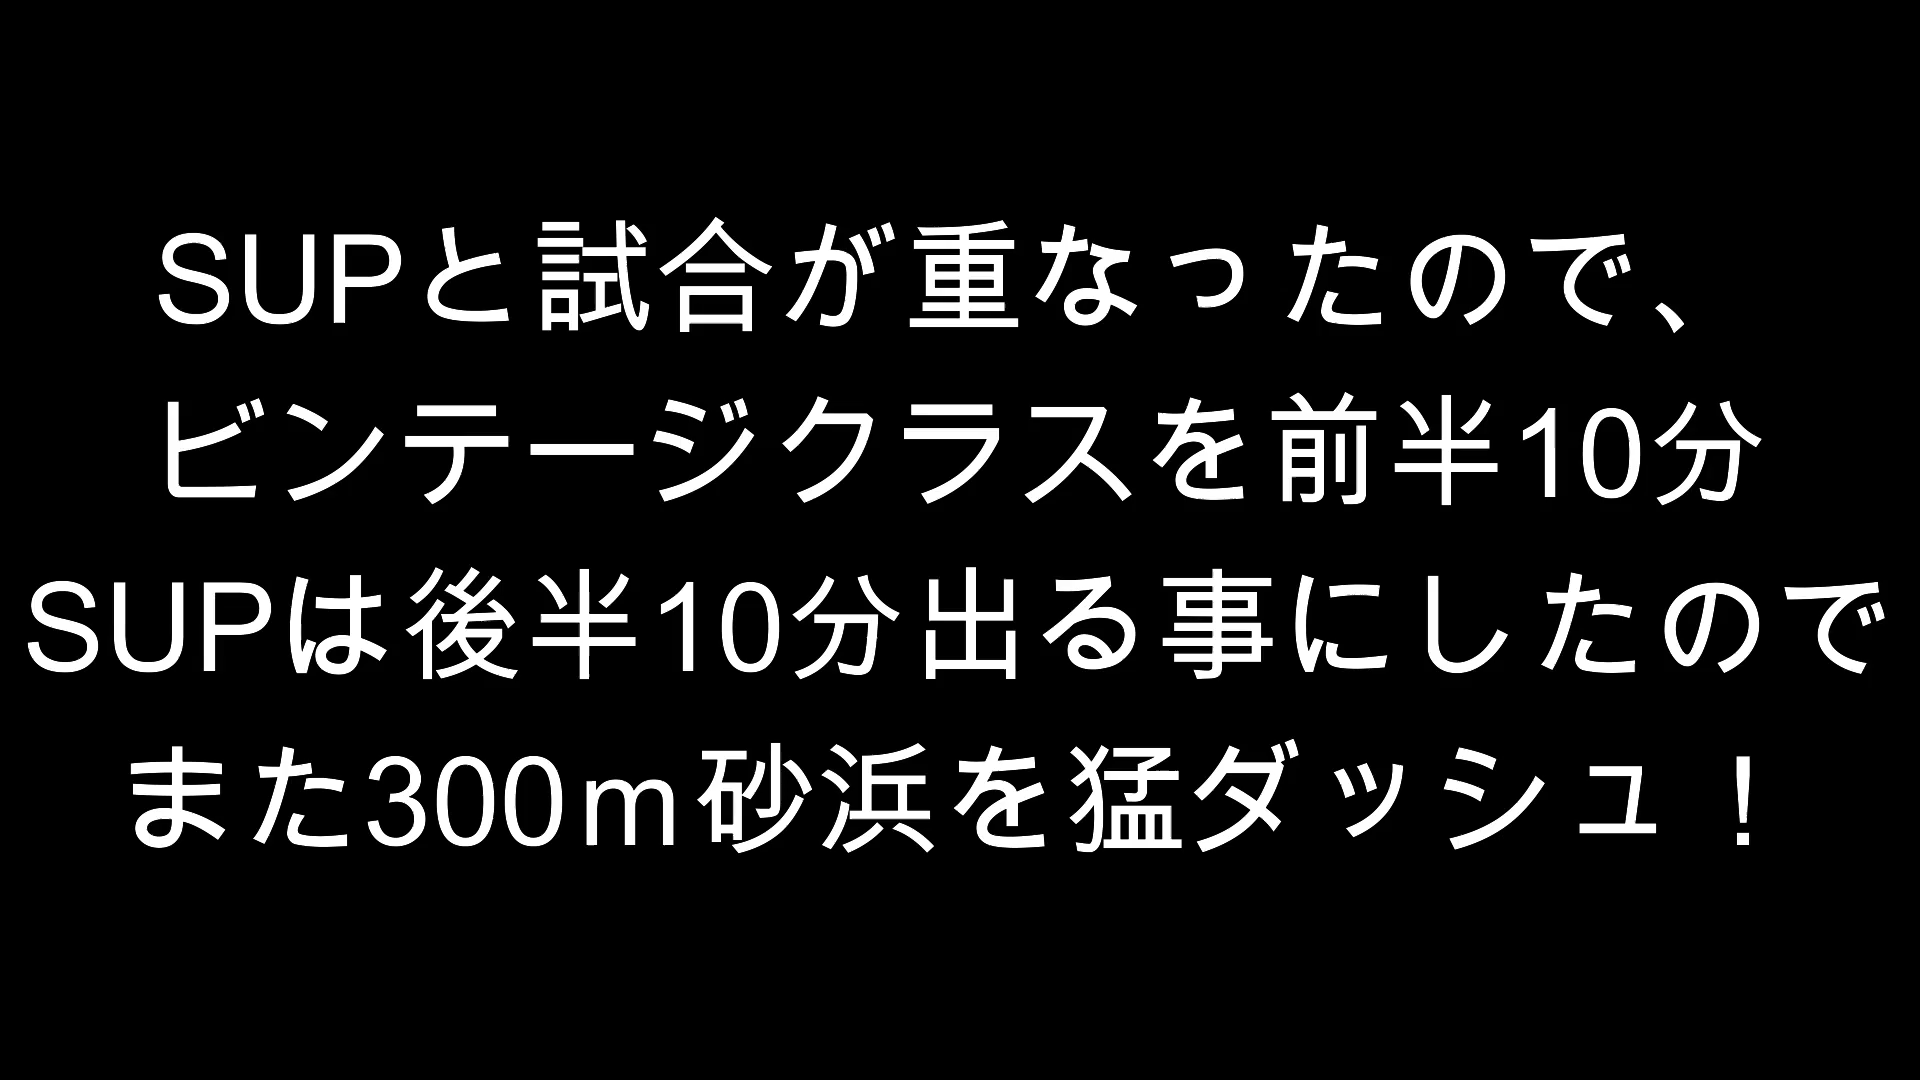 SUPと試合が重なったので、
ビンテージクラスを前半10分
SUPは後半10分出る事にしたので
また300ｍ砂浜を猛ダッシュ！